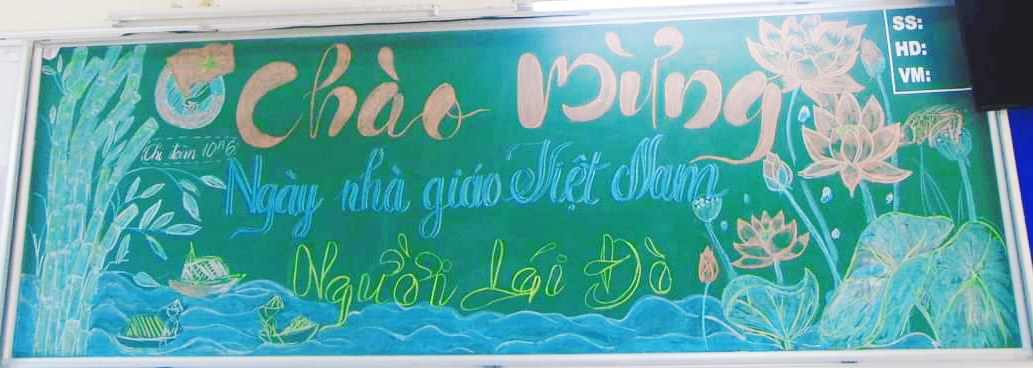 Chào Mừng
SS:
HD:
VM:
Chi đoàn 10A6
Ngày nhà giáo Việt Nam
Người Lái Đò